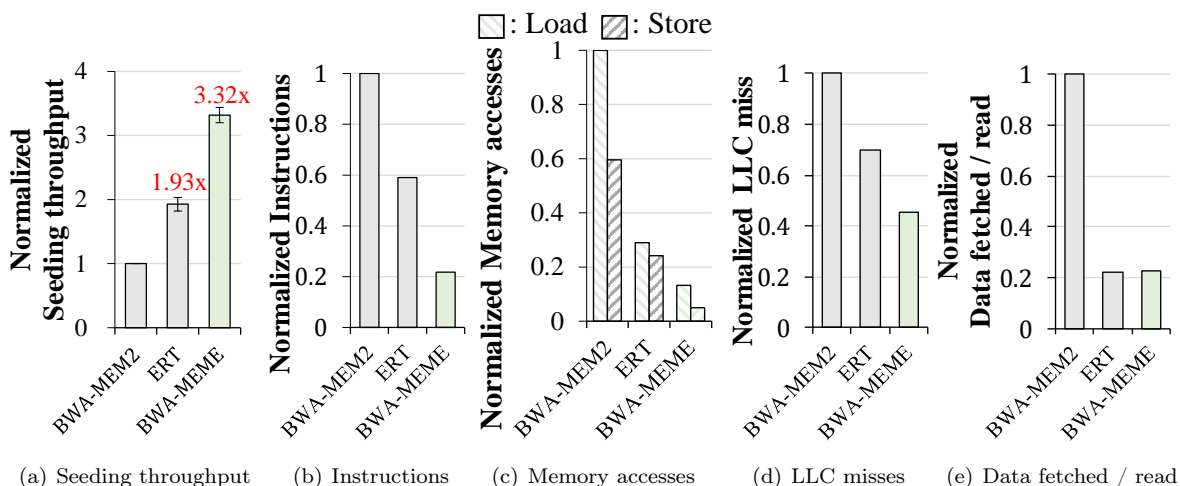 : Load : Store
Normalized
Seeding throughput
4
3
2
1
0
1.93x
3.32x
BWA-MEM2
ERT
BWA-MEME
(a) Seeding throughput
Normalized Instructions
1
0.8
0.6
0.4
0.2
0
BWA-MEM2
ERT
BWA-MEME
(b) Instructions
Normalized Memory accesses
1
0.8
0.6
0.4
0.2
0
BWA-MEM2
ERT
BWA-MEME
(c) Memory accesses
Normalized LLC miss
1
0.8
0.6
0.4
0.2
0
BWA-MEM2
ERT
BWA-MEME
(d) LLC misses
Normalized
Data fetched / read
1
0.8
0.6
0.4
0.2
0
BWA-MEM2
ERT
BWA-MEME
(e) Data fetched / read